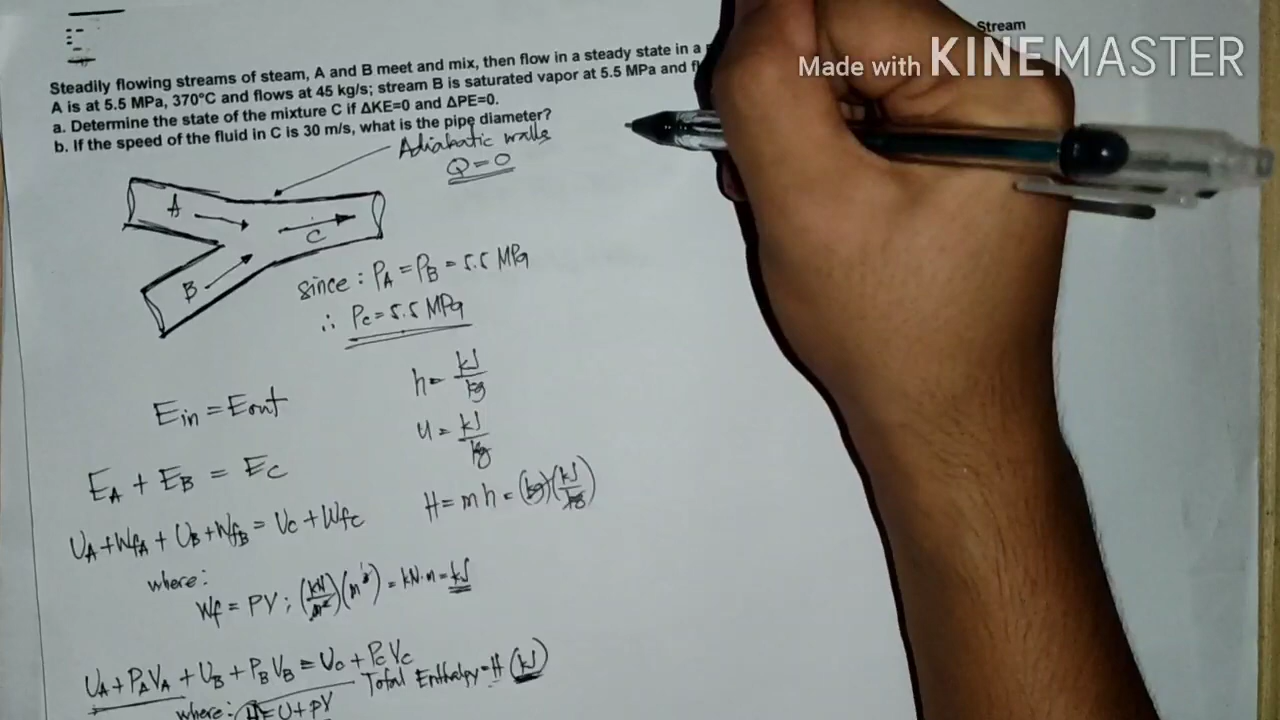 Stream
Made with KINEMASTER
Steadily flowing streams of steam, A and B meet and mix, then flow in a steady state in a
A is at 5.5 MPa, 370°C and flows at 45 kg/s; stream B is saturated vapor at 5.5 MPa and
a. Determine the state of the mixture C if ΔKE=0 and ΔPE=0.
b. If the speed of the fluid in C is 30 m/s, what is the pipe diameter?
Adiabatic walls
Q=0
A
C
B
since: PA = PB = 5.5 MPa
∴ Pc = 5.5 MPa
h = kJ/kg
Ein = Eout
u = kJ/kg
EA + EB = EC
H = mh = (kg)(kJ/kg)
UA+WfA + UB+WfB = UC + Wfc
where:
Wf = PV; (kN/m²)(m³) = kN·m = kJ
UA + PAVA + UB + PBVB = UC + PCVC
Total Enthalpy = H (kJ)
where: H=U+PV